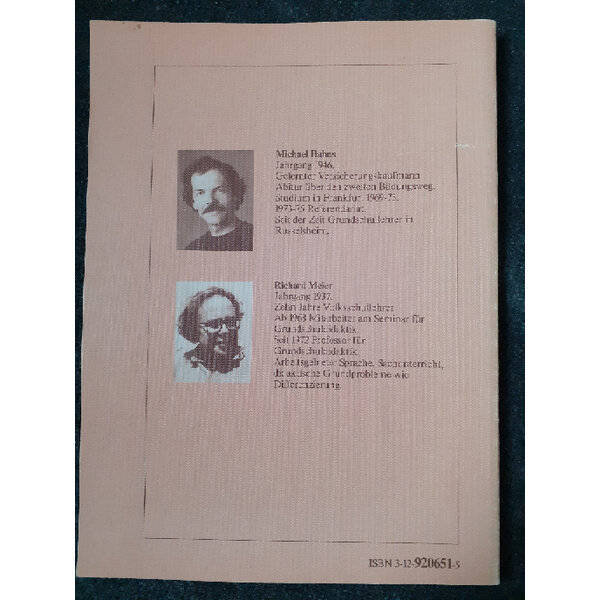 Michael Bahns
Jahrgang 1946.
Gelernter Versicherungskaufmann
Abitur über den zweiten Bildungsweg.
Studium in Frankfurt 1969-73.
1973-75 Referendariat.
Seit der Zeit Grundschullehrer in
Rüsselsheim.
Richard Meier
Jahrgang 1937.
Zehn Jahre Volksschullehrer
Ab 1968 Mitarbeiter am Seminar für
Grundschuldidaktik
Seit 1972 Professor für
Grundschuldidaktik.
Arbeitsgebiete: Sprache, Sachunterricht,
didaktische Grundprobleme wie
Differenzierung.
ISBN 3-12-920651-5